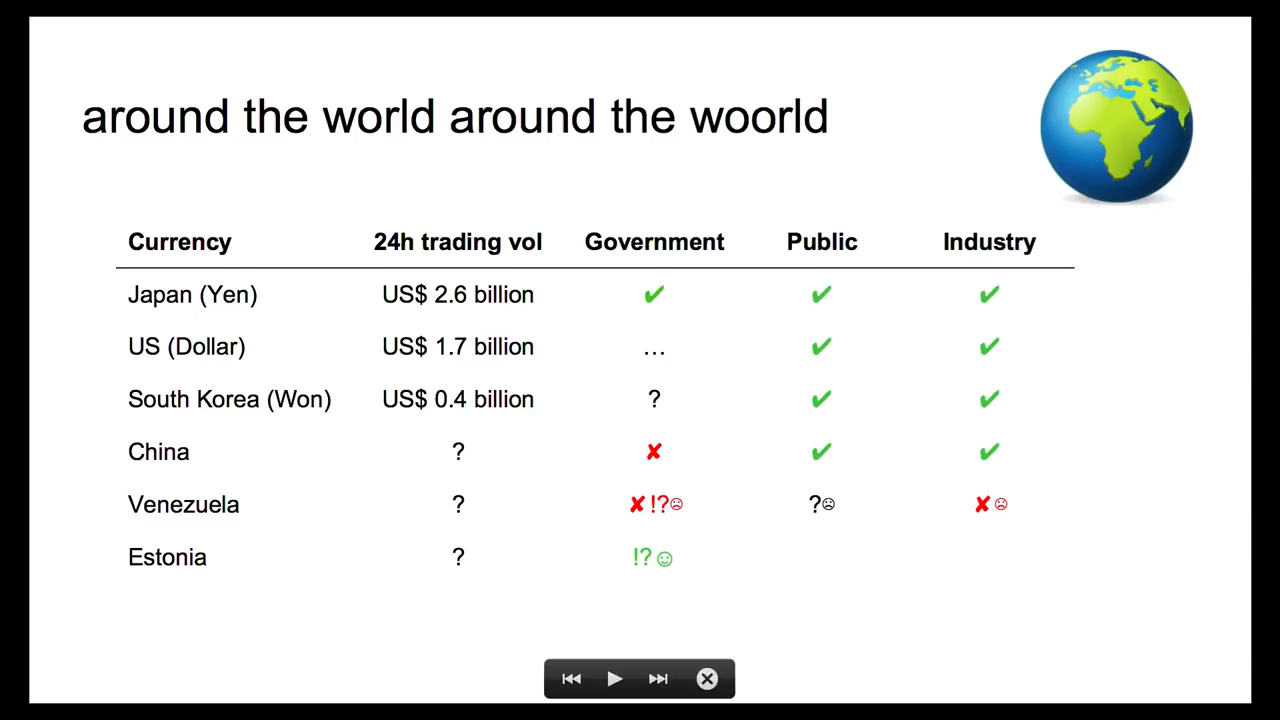 around the world around the woorld
Currency 24h trading vol Government Public Industry
Japan (Yen) US$ 2.6 billion ✔ ✔ ✔
US (Dollar) US$ 1.7 billion … ✔ ✔
South Korea (Won) US$ 0.4 billion ? ✔ ✔
China ? ✘ ✔ ✔
Venezuela ? ✘!?☹ ?☹ ✘☹
Estonia ? !?☺